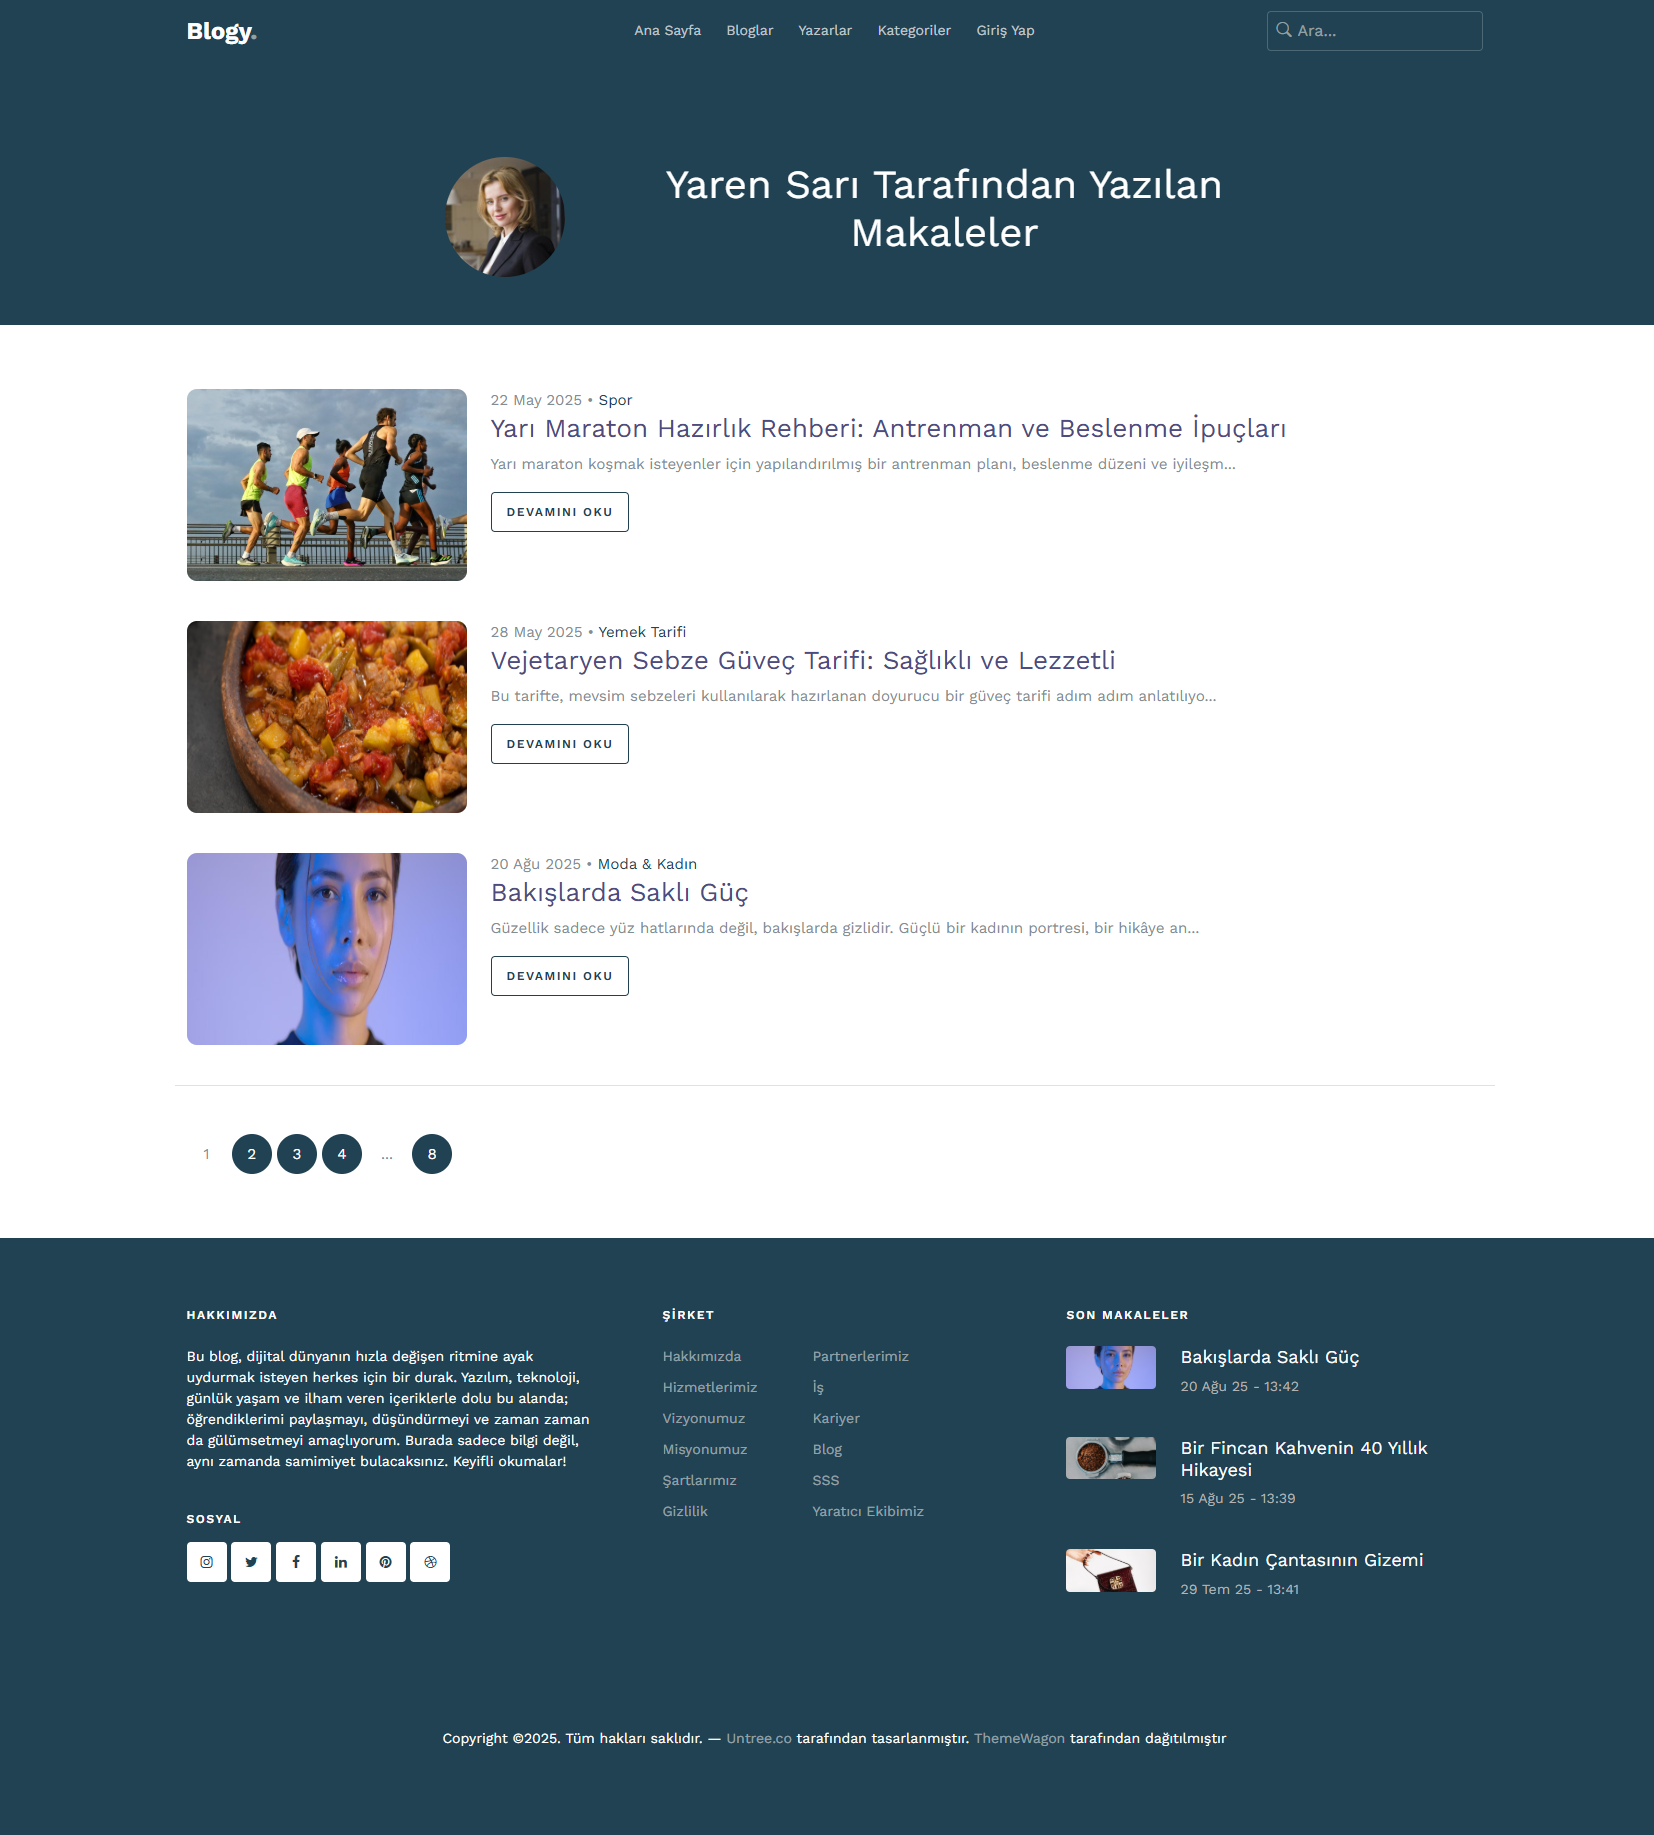 Blogy.
Ana Sayfa Bloglar Yazarlar Kategoriler Giriş Yap
Ara...
Yaren Sarı Tarafından Yazılan
Makaleler
22 May 2025 • Spor
Yarı Maraton Hazırlık Rehberi: Antrenman ve Beslenme İpuçları
Yarı maraton koşmak isteyenler için yapılandırılmış bir antrenman planı, beslenme düzeni ve iyileşm...
DEVAMINI OKU
28 May 2025 • Yemek Tarifi
Vejetaryen Sebze Güveç Tarifi: Sağlıklı ve Lezzetli
Bu tarifte, mevsim sebzeleri kullanılarak hazırlanan doyurucu bir güveç tarifi adım adım anlatılıyo...
DEVAMINI OKU
20 Ağu 2025 • Moda & Kadın
Bakışlarda Saklı Güç
Güzellik sadece yüz hatlarında değil, bakışlarda gizlidir. Güçlü bir kadının portresi, bir hikâye an...
DEVAMINI OKU
1 2 3 4 ... 8
HAKKIMIZDA
Bu blog, dijital dünyanın hızla değişen ritmine ayak
uydurmak isteyen herkes için bir durak. Yazılım, teknoloji,
günlük yaşam ve ilham veren içeriklerle dolu bu alanda;
öğrendiklerimi paylaşmayı, düşündürmeyi ve zaman zaman
da gülümsetmeyi amaçlıyorum. Burada sadece bilgi değil,
aynı zamanda samimiyet bulacaksınız. Keyifli okumalar!
SOSYAL
ŞİRKET
Hakkımızda
Hizmetlerimiz
Vizyonumuz
Misyonumuz
Şartlarımız
Gizlilik
Partnerlerimiz
İş
Kariyer
Blog
SSS
Yaratıcı Ekibimiz
SON MAKALELER
Bakışlarda Saklı Güç
20 Ağu 25 - 13:42
Bir Fincan Kahvenin 40 Yıllık
Hikayesi
15 Ağu 25 - 13:39
Bir Kadın Çantasının Gizemi
29 Tem 25 - 13:41
Copyright ©2025. Tüm hakları saklıdır. — Untree.co tarafından tasarlanmıştır. ThemeWagon tarafından dağıtılmıştır